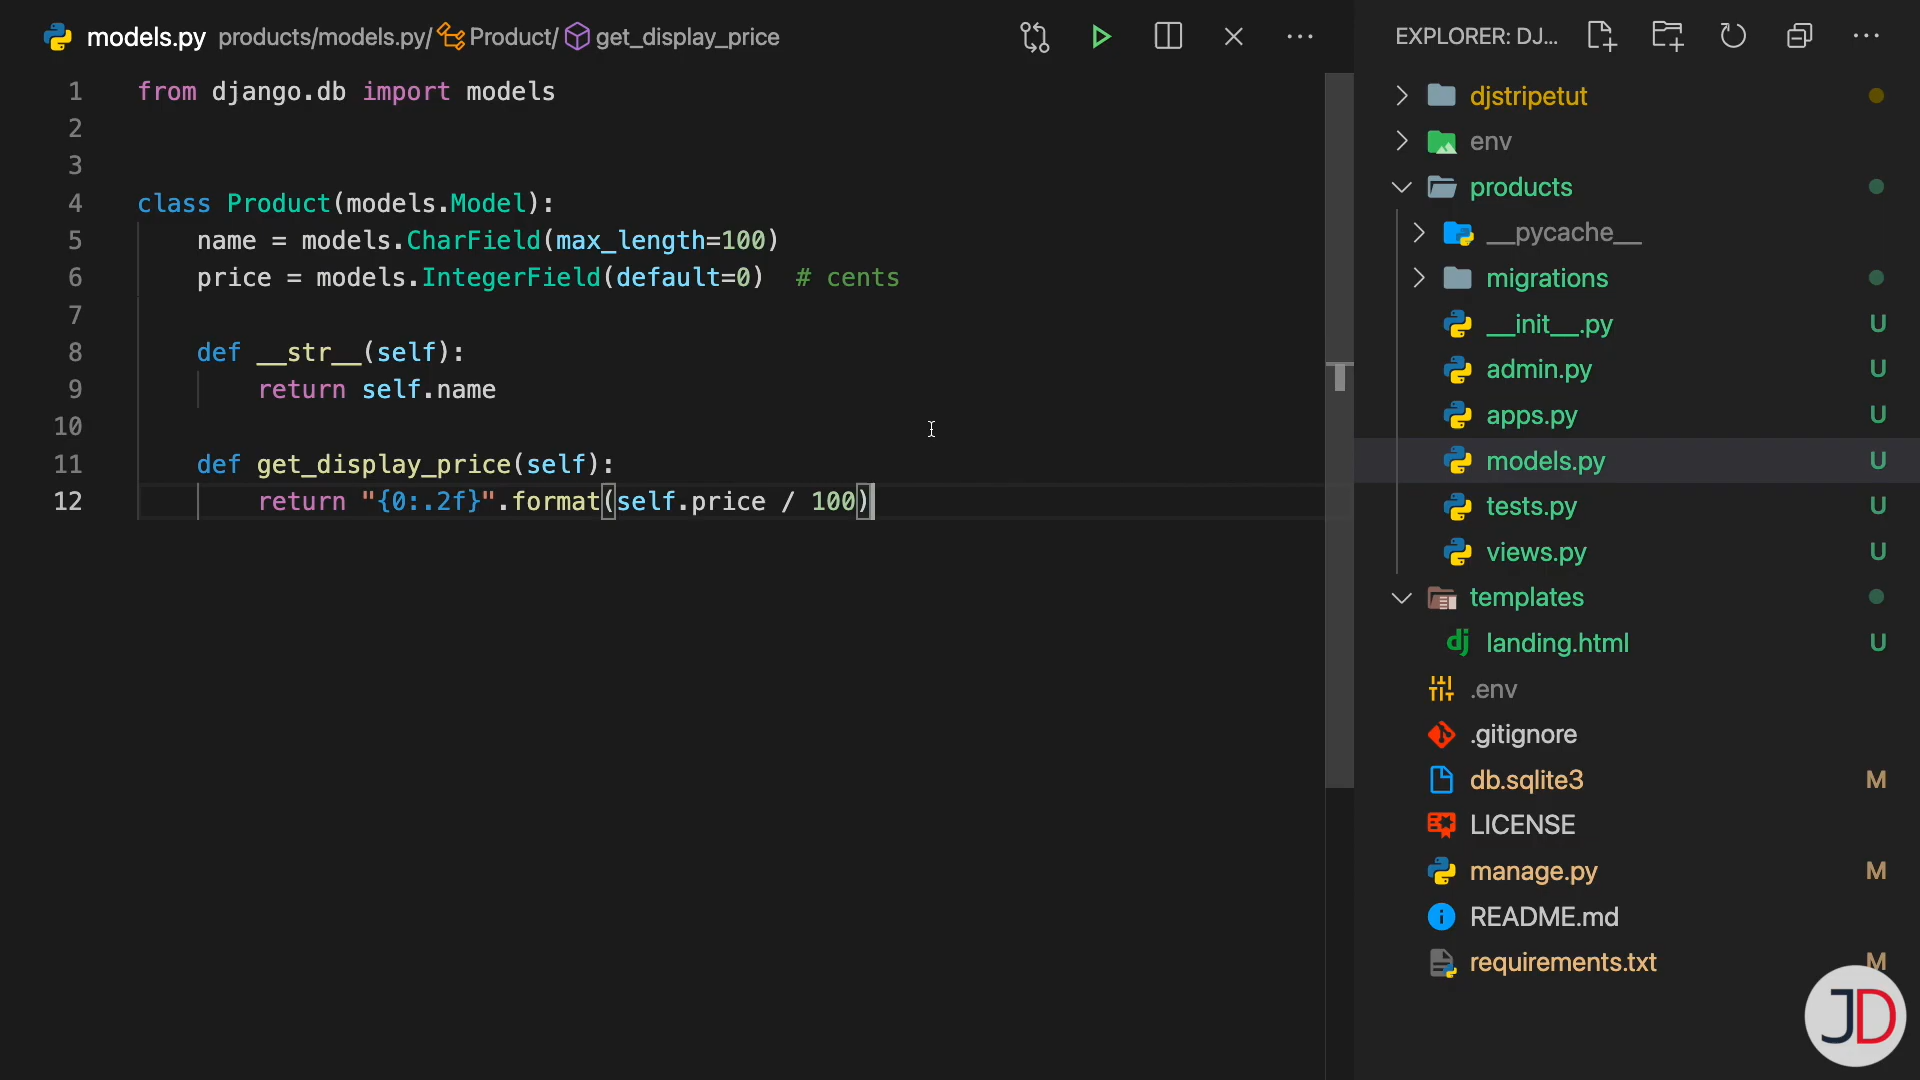 models.py products/models.py/ Product/ get_display_price
1 from django.db import models
2
3
4 class Product(models.Model):
5 name = models.CharField(max_length=100)
6 price = models.IntegerField(default=0)  # cents
7
8 def __str__(self):
9 return self.name
10
11 def get_display_price(self):
12 return "{0:.2f}".format(self.price / 100)
EXPLORER: DJ...
djstripetut
env
products
__pycache__
migrations
__init__.py U
admin.py U
apps.py U
models.py U
tests.py U
views.py U
templates
dj landing.html U
.env
.gitignore
db.sqlite3 M
LICENSE
manage.py M
README.md
requirements.txt M
JD